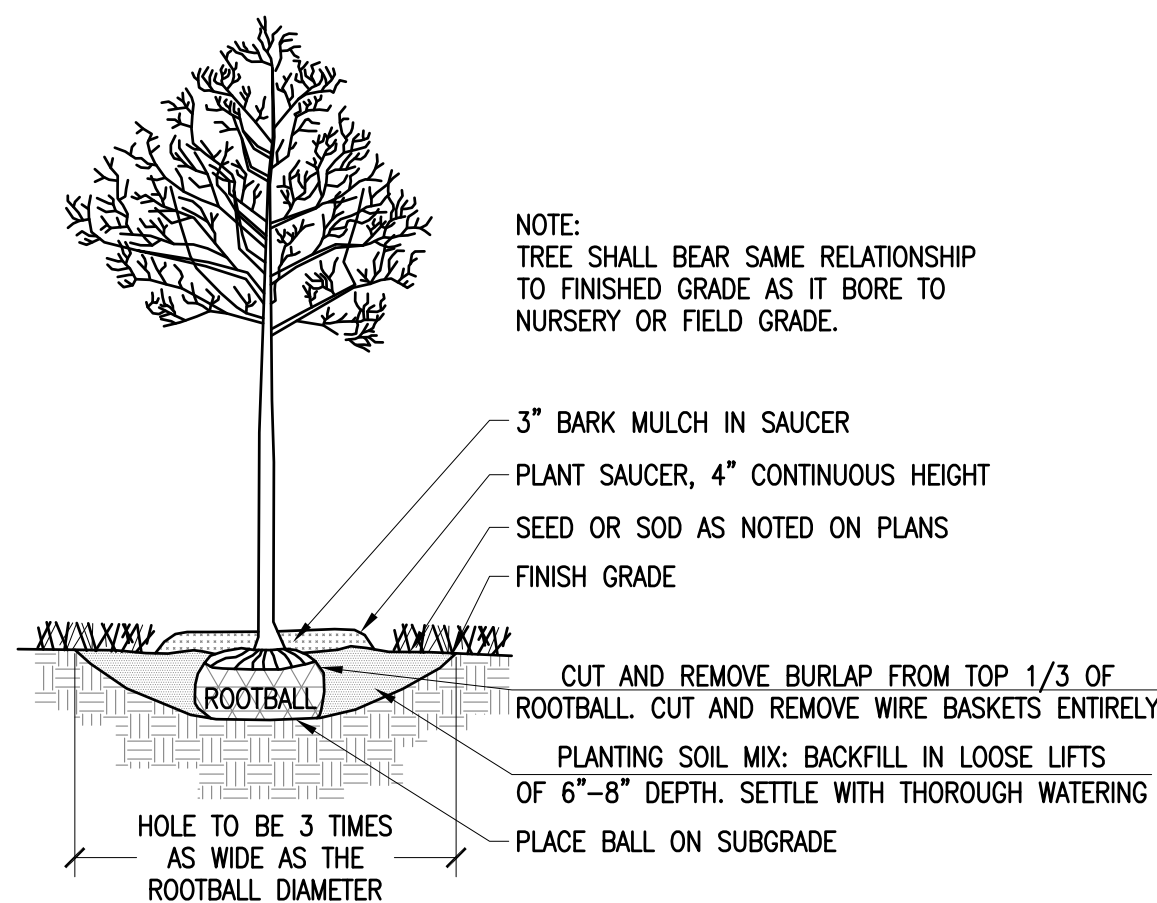 NOTE:
TREE SHALL BEAR SAME RELATIONSHIP
TO FINISHED GRADE AS IT BORE TO
NURSERY OR FIELD GRADE.
3" BARK MULCH IN SAUCER
PLANT SAUCER, 4" CONTINUOUS HEIGHT
SEED OR SOD AS NOTED ON PLANS
FINISH GRADE
CUT AND REMOVE BURLAP FROM TOP 1/3 OF
ROOTBALL. CUT AND REMOVE WIRE BASKETS ENTIRELY
ROOTBALL
PLANTING SOIL MIX: BACKFILL IN LOOSE LIFTS
OF 6"-8" DEPTH. SETTLE WITH THOROUGH WATERING
PLACE BALL ON SUBGRADE
HOLE TO BE 3 TIMES
AS WIDE AS THE
ROOTBALL DIAMETER